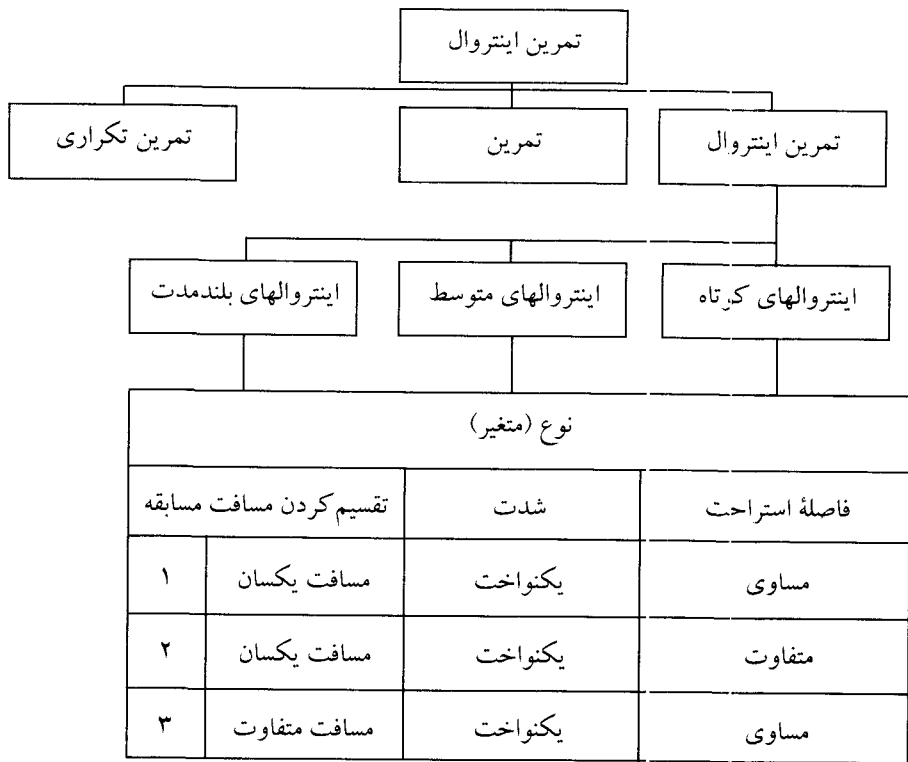 تمرین اینتروال
تمرین اینتروال
تمرین
تمرین تکراری
اینتروالهای کوتاه
اینتروالهای متوسط
اینتروالهای بلندمدت
نوع (متغیر)
فاصلهٔ استراحت
شدت
تقسیم کردن مسافت مسابقه
مساوی
یکنواخت
مسافت یکسان
۱
متفاوت
یکنواخت
مسافت یکسان
۲
مساوی
یکنواخت
مسافت متفاوت
۳